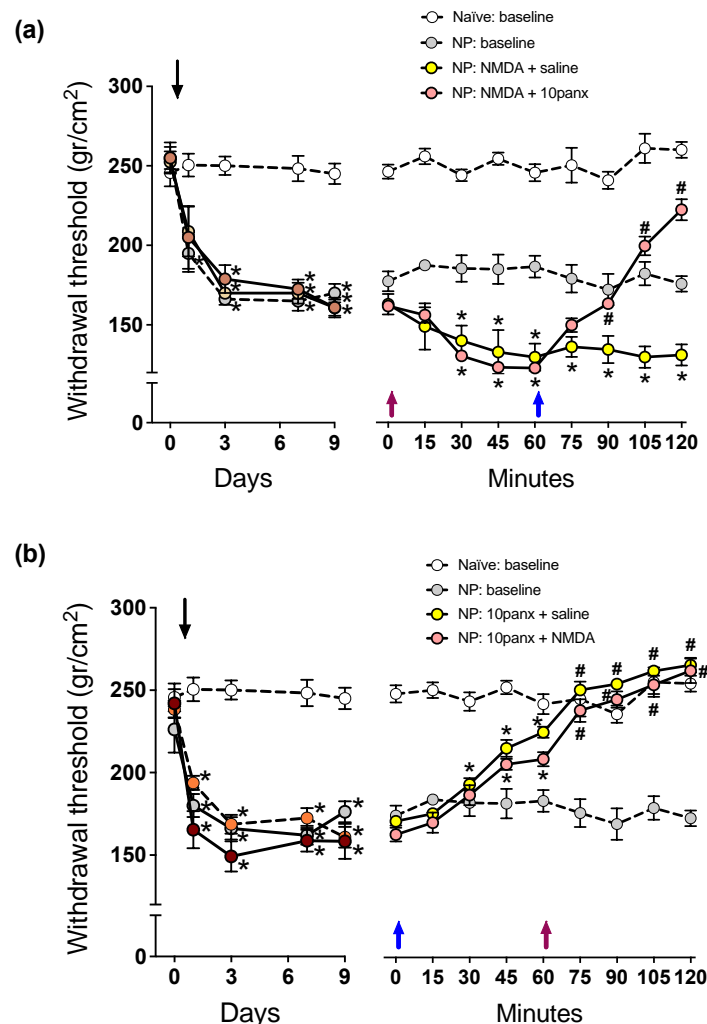 (a)
Naïve: baseline
NP: baseline
NP: NMDA + saline
NP: NMDA + 10panx
Withdrawal threshold (gr/cm²)
300
250
200
150
0
0 3 6 9
Days
0 15 30 45 60 75 90 105 120
Minutes
* * * * * * * * * *
* * * * * * * * * *
# # #
(b)
Naïve: baseline
NP: baseline
NP: 10panx + saline
NP: 10panx + NMDA
Withdrawal threshold (gr/cm²)
300
250
200
150
0
0 3 6 9
Days
0 15 30 45 60 75 90 105 120
Minutes
* * * * * * * * * * * *
* * * * *
# # # # # # # #